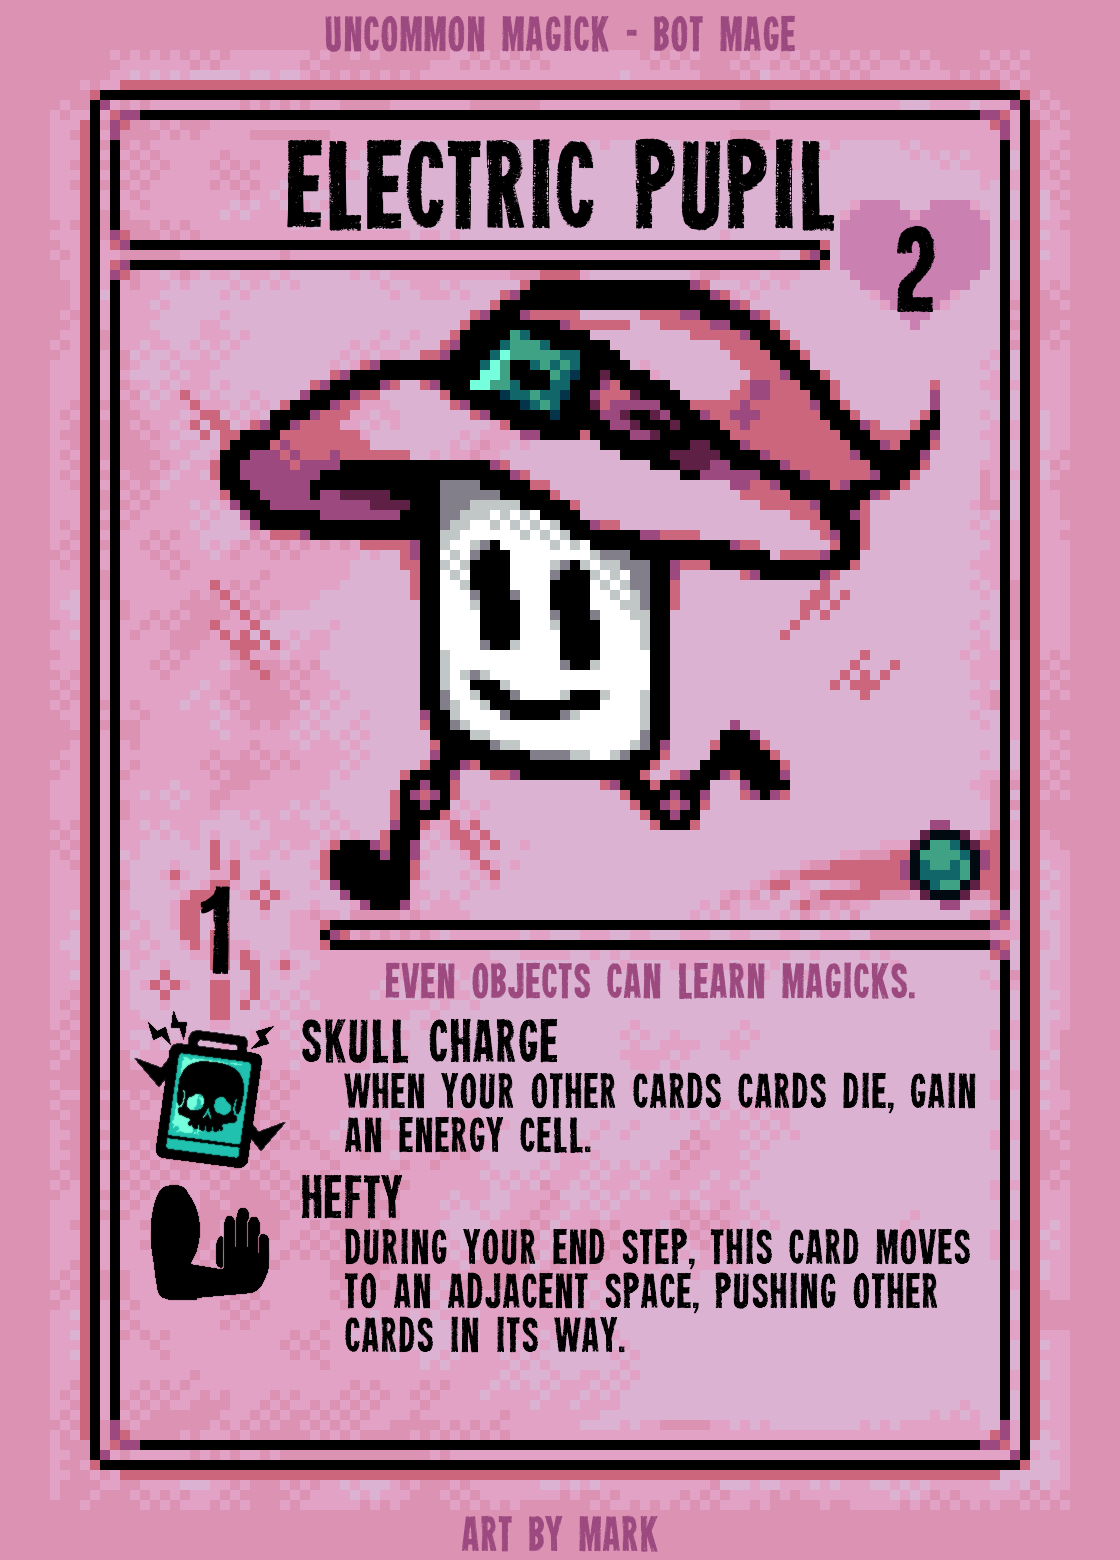 UNCOMMON MAGICK - BOT MAGE
ELECTRIC PUPIL
2
1
EVEN OBJECTS CAN LEARN MAGICKS.
SKULL CHARGE
WHEN YOUR OTHER CARDS CARDS DIE, GAIN
AN ENERGY CELL.
HEFTY
DURING YOUR END STEP, THIS CARD MOVES
TO AN ADJACENT SPACE, PUSHING OTHER
CARDS IN ITS WAY.
ART BY MARK